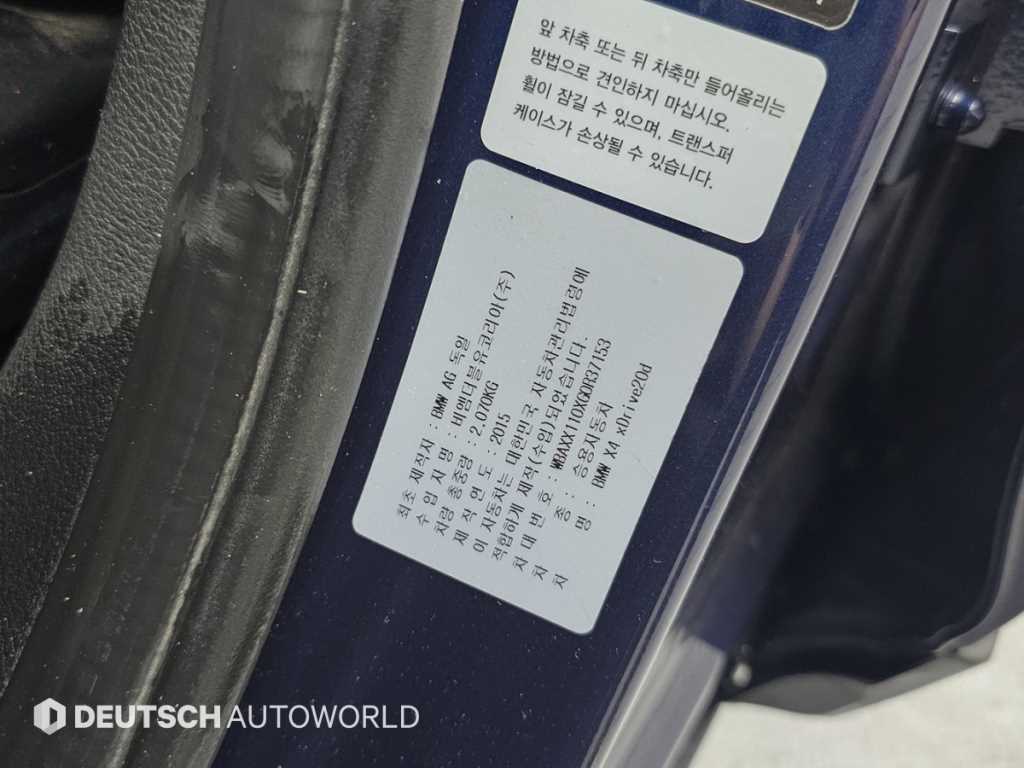 앞 차축 또는 뒤 차축만 들어올리는
방법으로 견인하지 마십시오.
휠이 잠길 수 있으며, 트랜스퍼
케이스가 손상될 수 있습니다.
최초 제작자 : BMW AG 독일
수 입 자 명 : 비엠더블유코리아(주)
차량 총중량 : 2.070KG
제 작 연 도 : 2015
이 자동차는 대한민국 자동차관리법령에
적합하게 제작(수입)되었습니다.
차 대 번 호 : WBAXX110XG0R37153
차 종 : 승용자동차
차 명 : BMW X4 xDrive20d
DEUTSCH AUTOWORLD